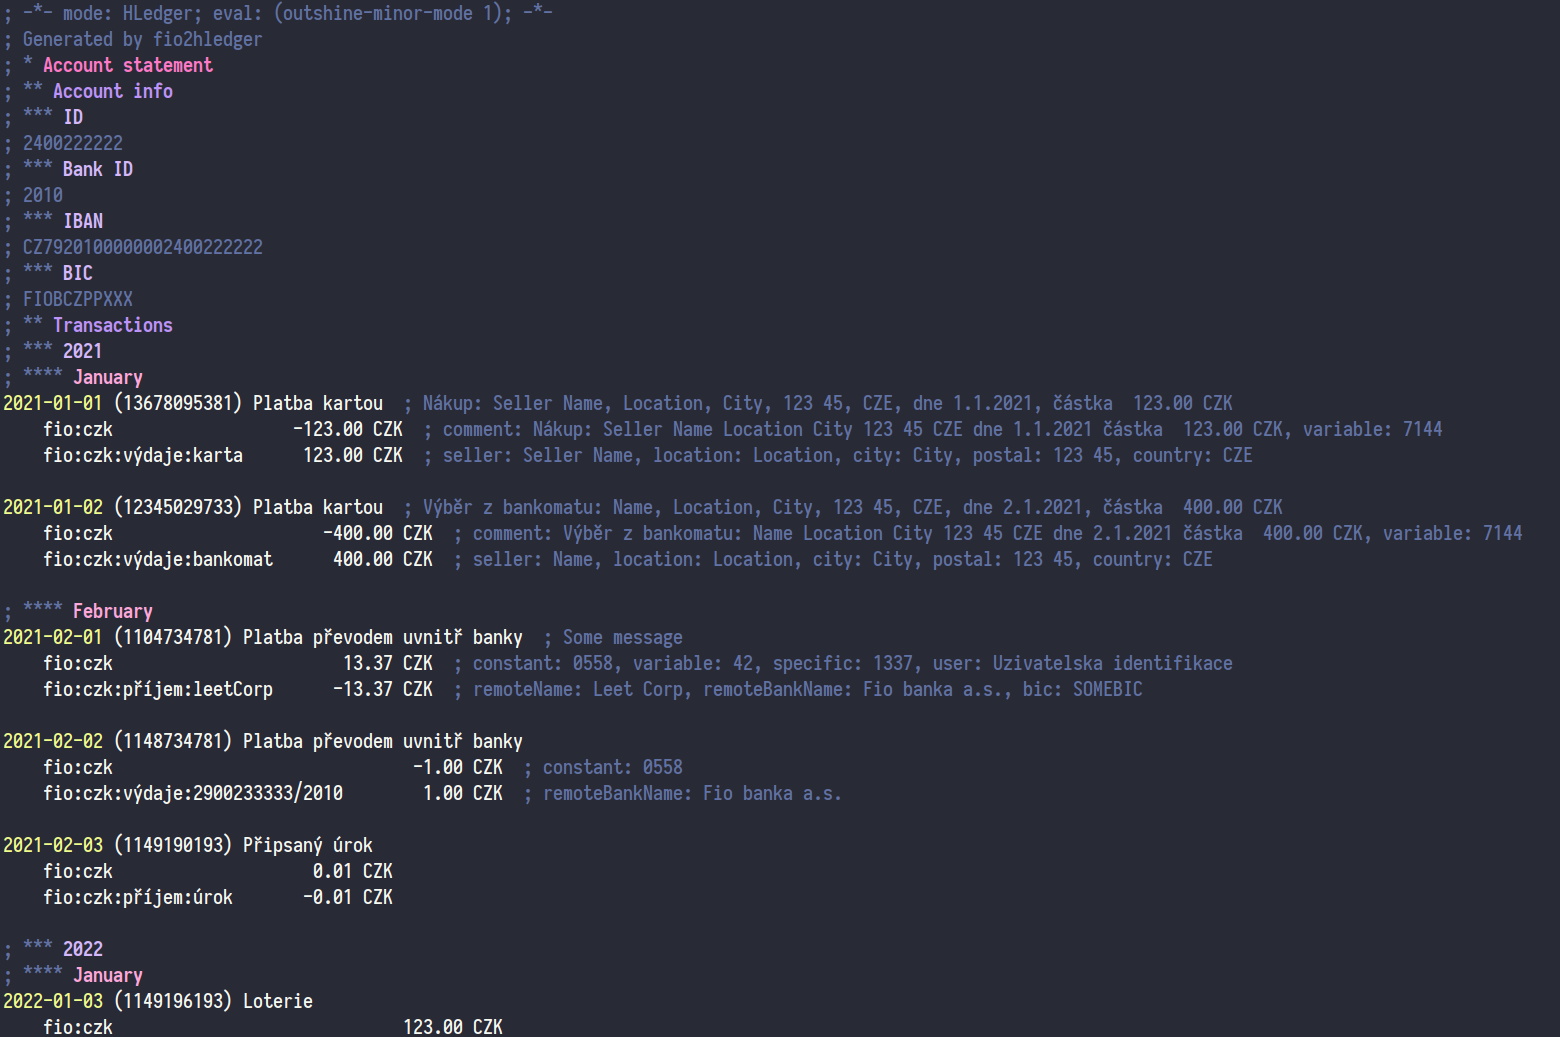 ; -*- mode: HLedger; eval: (outshine-minor-mode 1); -*-
; Generated by fio2hledger
; * Account statement
; ** Account info
; *** ID
; 2400222222
; *** Bank ID
; 2010
; *** IBAN
; CZ7920100000002400222222
; *** BIC
; FIOBCZPPXXX
; ** Transactions
; *** 2021
; **** January
2021-01-01 (13678095381) Platba kartou  ; Nákup: Seller Name, Location, City, 123 45, CZE, dne 1.1.2021, částka  123.00 CZK
    fio:czk                  -123.00 CZK  ; comment: Nákup: Seller Name Location City 123 45 CZE dne 1.1.2021 částka  123.00 CZK, variable: 7144
    fio:czk:výdaje:karta      123.00 CZK  ; seller: Seller Name, location: Location, city: City, postal: 123 45, country: CZE

2021-01-02 (12345029733) Platba kartou  ; Výběr z bankomatu: Name, Location, City, 123 45, CZE, dne 2.1.2021, částka  400.00 CZK
    fio:czk                     -400.00 CZK  ; comment: Výběr z bankomatu: Name Location City 123 45 CZE dne 2.1.2021 částka  400.00 CZK, variable: 7144
    fio:czk:výdaje:bankomat      400.00 CZK  ; seller: Name, location: Location, city: City, postal: 123 45, country: CZE

; **** February
2021-02-01 (1104734781) Platba převodem uvnitř banky  ; Some message
    fio:czk                       13.37 CZK  ; constant: 0558, variable: 42, specific: 1337, user: Uzivatelska identifikace
    fio:czk:příjem:leetCorp      -13.37 CZK  ; remoteName: Leet Corp, remoteBankName: Fio banka a.s., bic: SOMEBIC

2021-02-02 (1148734781) Platba převodem uvnitř banky
    fio:czk                              -1.00 CZK  ; constant: 0558
    fio:czk:výdaje:2900233333/2010        1.00 CZK  ; remoteBankName: Fio banka a.s.

2021-02-03 (1149190193) Připsaný úrok
    fio:czk                    0.01 CZK
    fio:czk:příjem:úrok       -0.01 CZK

; *** 2022
; **** January
2022-01-03 (1149196193) Loterie
    fio:czk                             123.00 CZK